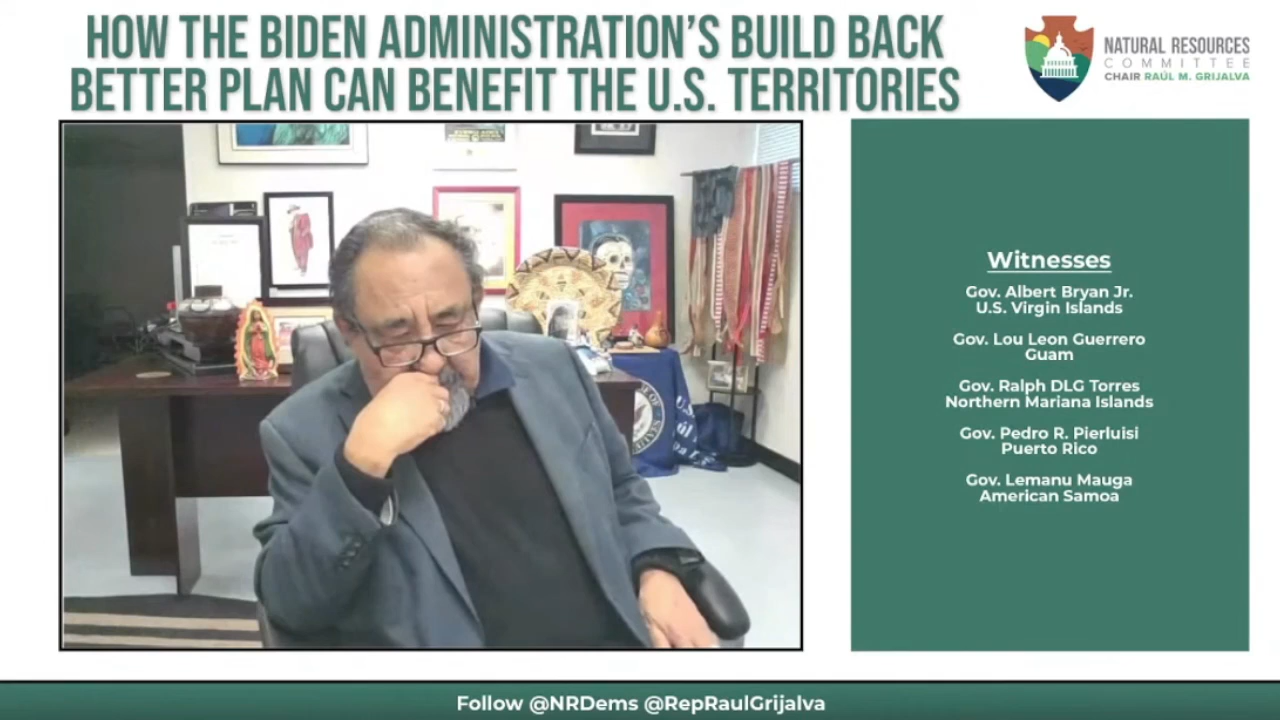 HOW THE BIDEN ADMINISTRATION'S BUILD BACK
BETTER PLAN CAN BENEFIT THE U.S. TERRITORIES
NATURAL RESOURCES
COMMITTEE
CHAIR RAÚL M. GRIJALVA
Witnesses
Gov. Albert Bryan Jr.
U.S. Virgin Islands
Gov. Lou Leon Guerrero
Guam
Gov. Ralph DLG Torres
Northern Mariana Islands
Gov. Pedro R. Pierluisi
Puerto Rico
Gov. Lemanu Mauga
American Samoa
Follow @NRDems @RepRaulGrijalva